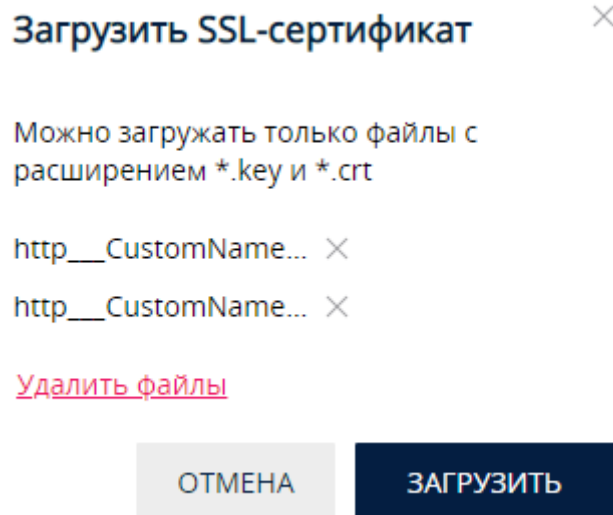 Загрузить SSL-сертификат
Можно загружать только файлы с
расширением *.key и *.crt
http___CustomName...
http___CustomName...
Удалить файлы
ОТМЕНА
ЗАГРУЗИТЬ